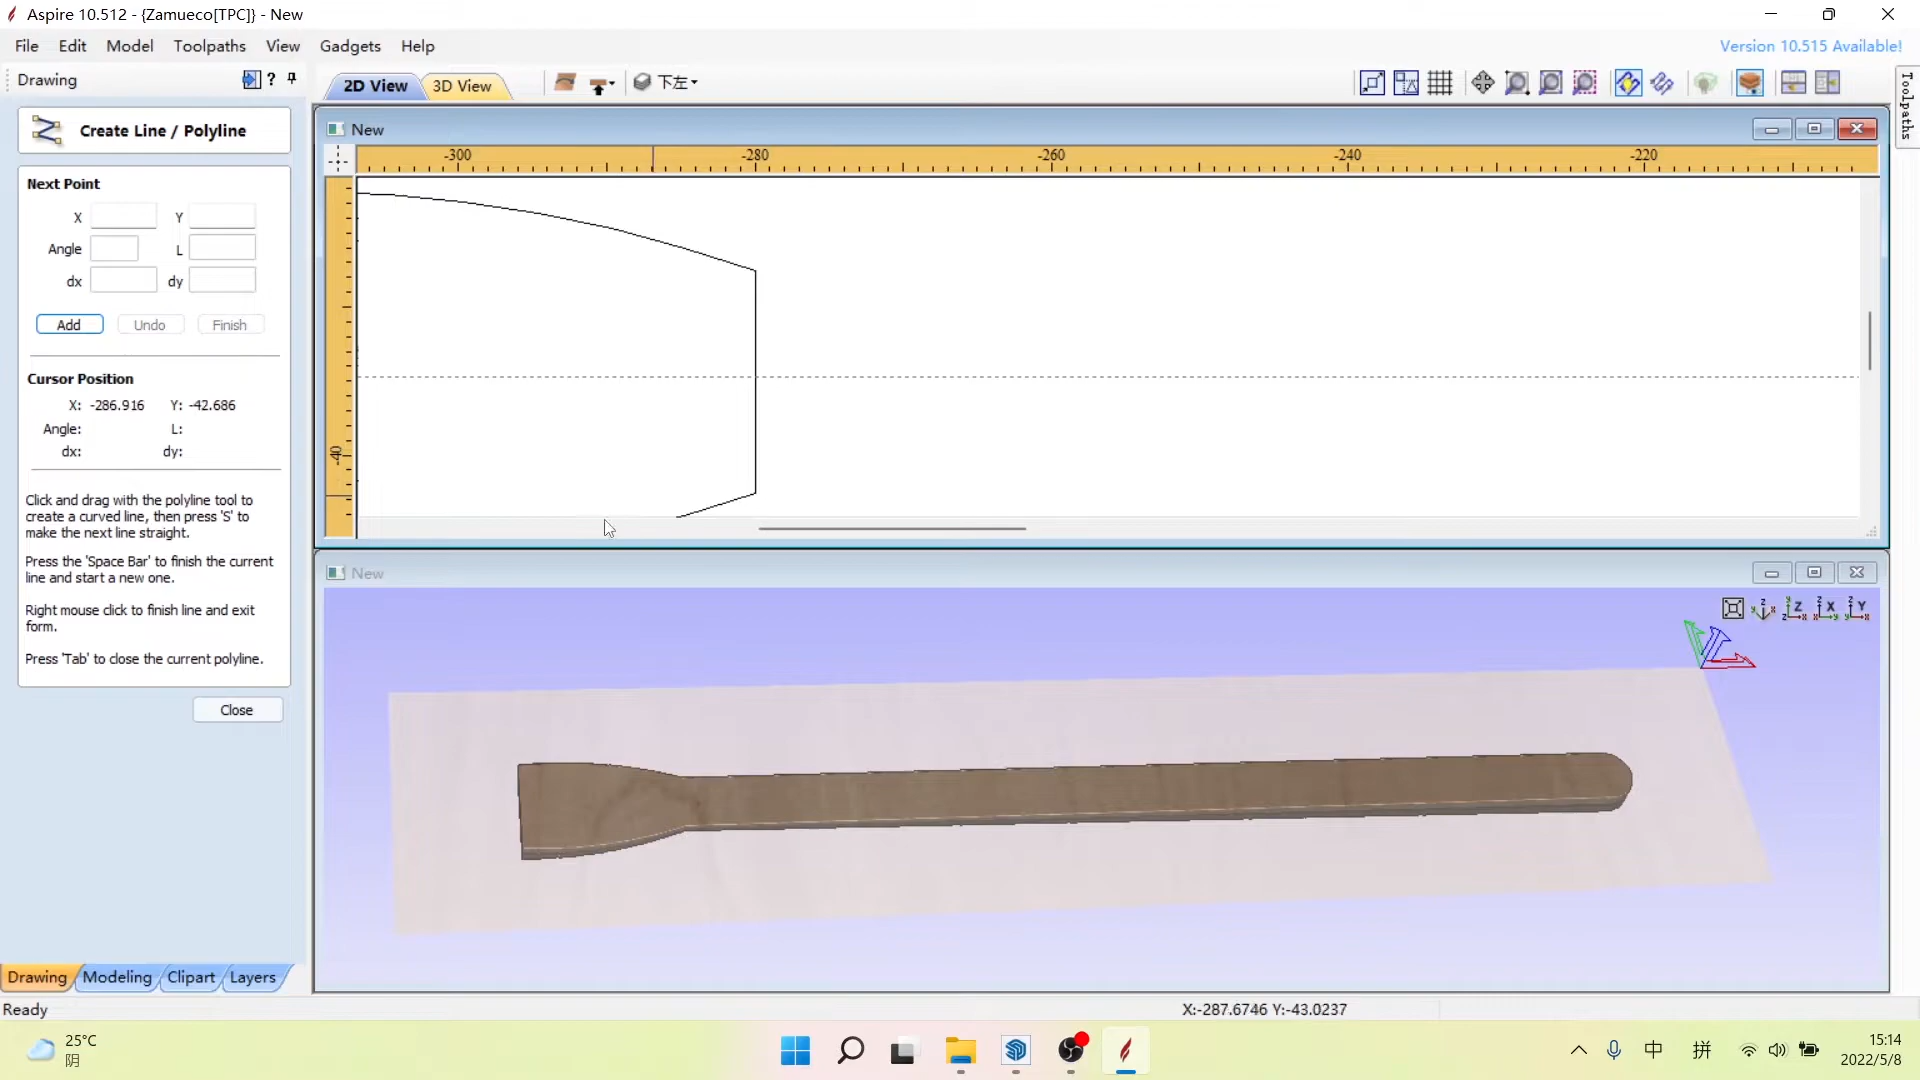 Aspire 10.512 - {Zamueco[TPC]} - New
File Edit Model Toolpaths View Gadgets Help
Version 10.515 Available!
Drawing
?
2D View 3D View 下左
Toolpaths
Create Line / Polyline
New
-300 -280 -260 -240 -220
Next Point
X Y
Angle L
dx dy
Add Undo Finish
Cursor Position
X: -286.916 Y: -42.686
Angle: L:
dx: dy:
-40
Click and drag with the polyline tool to
create a curved line, then press 'S' to
make the next line straight.
Press the 'Space Bar' to finish the current
line and start a new one.
Right mouse click to finish line and exit
form.
Press 'Tab' to close the current polyline.
Close
New
Drawing Modeling Clipart Layers
Ready
X:-287.6746 Y:-43.0237
25°C
阴
中
拼
15:14
2022/5/8